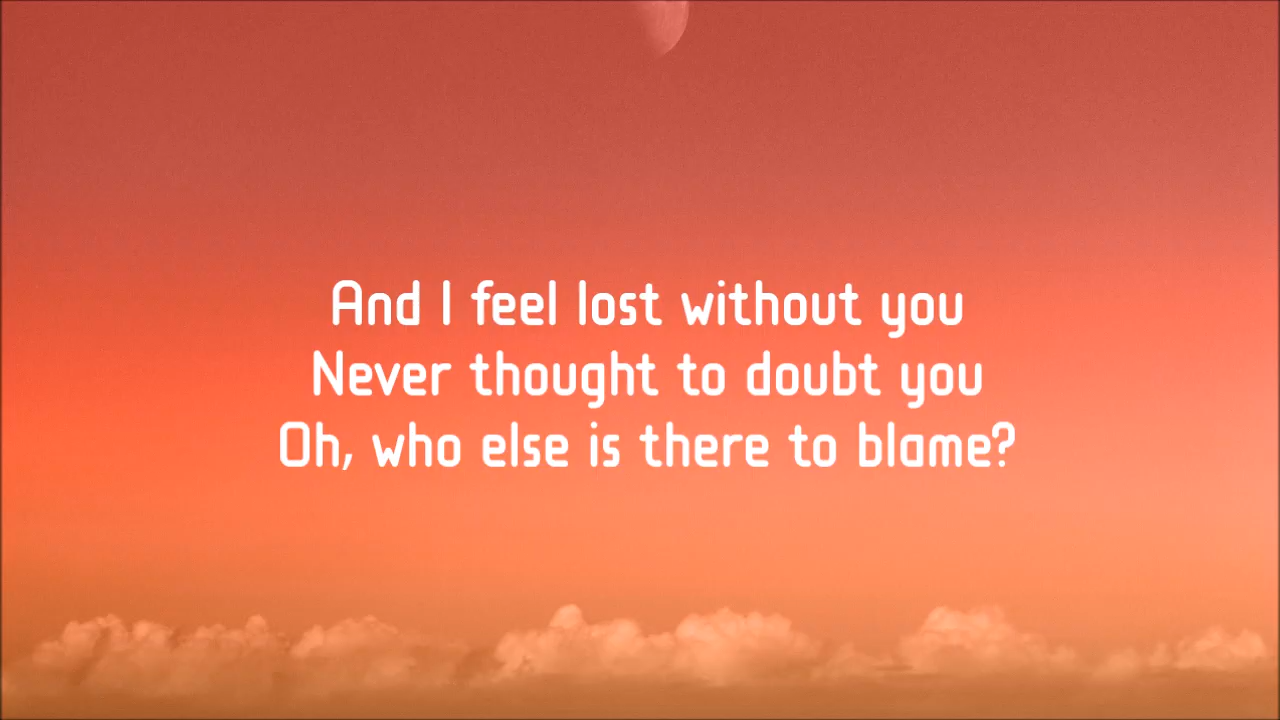 And I feel lost without you
Never thought to doubt you
Oh, who else is there to blame?